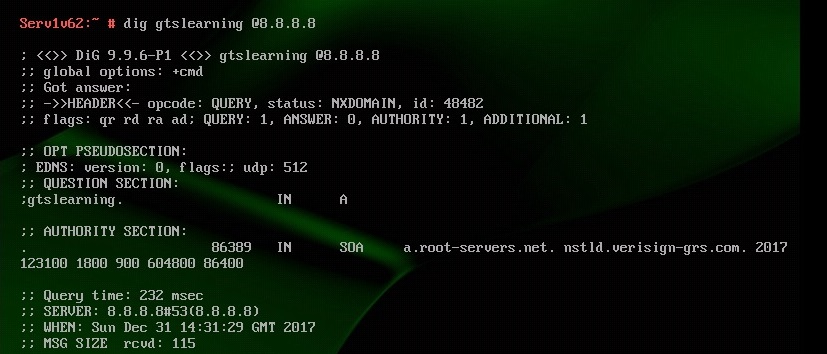 Serv1v62:~ # dig gtslearning @8.8.8.8
; <<>> DiG 9.9.6-P1 <<>> gtslearning @8.8.8.8
;; global options: +cmd
;; Got answer:
;; ->>HEADER<<- opcode: QUERY, status: NXDOMAIN, id: 48482
;; flags: qr rd ra ad; QUERY: 1, ANSWER: 0, AUTHORITY: 1, ADDITIONAL: 1
;; OPT PSEUDOSECTION:
; EDNS: version: 0, flags:; udp: 512
;; QUESTION SECTION:
;gtslearning. IN A
;; AUTHORITY SECTION:
. 86389 IN SOA a.root-servers.net. nstld.verisign-grs.com. 2017
123100 1800 900 604800 86400
;; Query time: 232 msec
;; SERVER: 8.8.8.8#53(8.8.8.8)
;; WHEN: Sun Dec 31 14:31:29 GMT 2017
;; MSG SIZE rcvd: 115